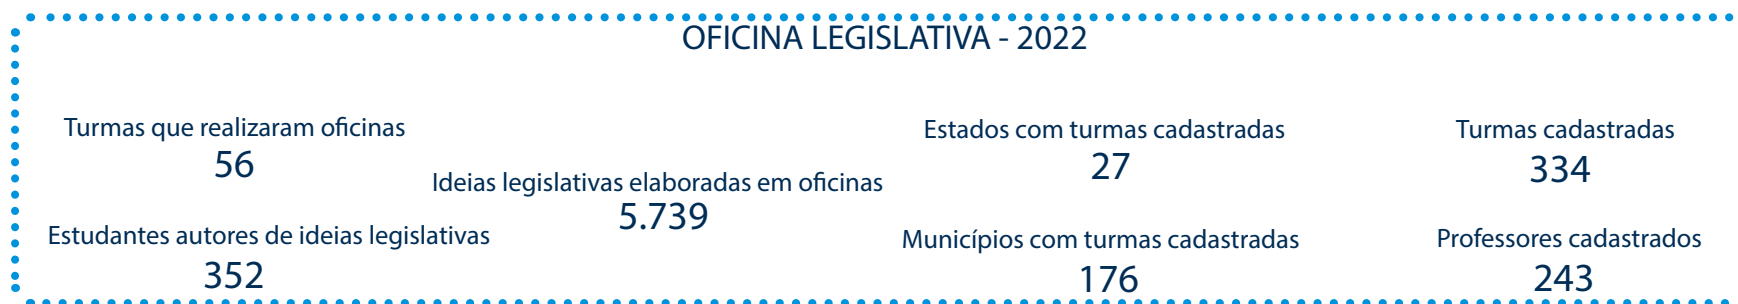 OFICINA LEGISLATIVA - 2022
Turmas que realizaram oficinas
56
Estudantes autores de ideias legislativas
352
Ideias legislativas elaboradas em oficinas
5.739
Estados com turmas cadastradas
27
Municípios com turmas cadastradas
176
Turmas cadastradas
334
Professores cadastrados
243